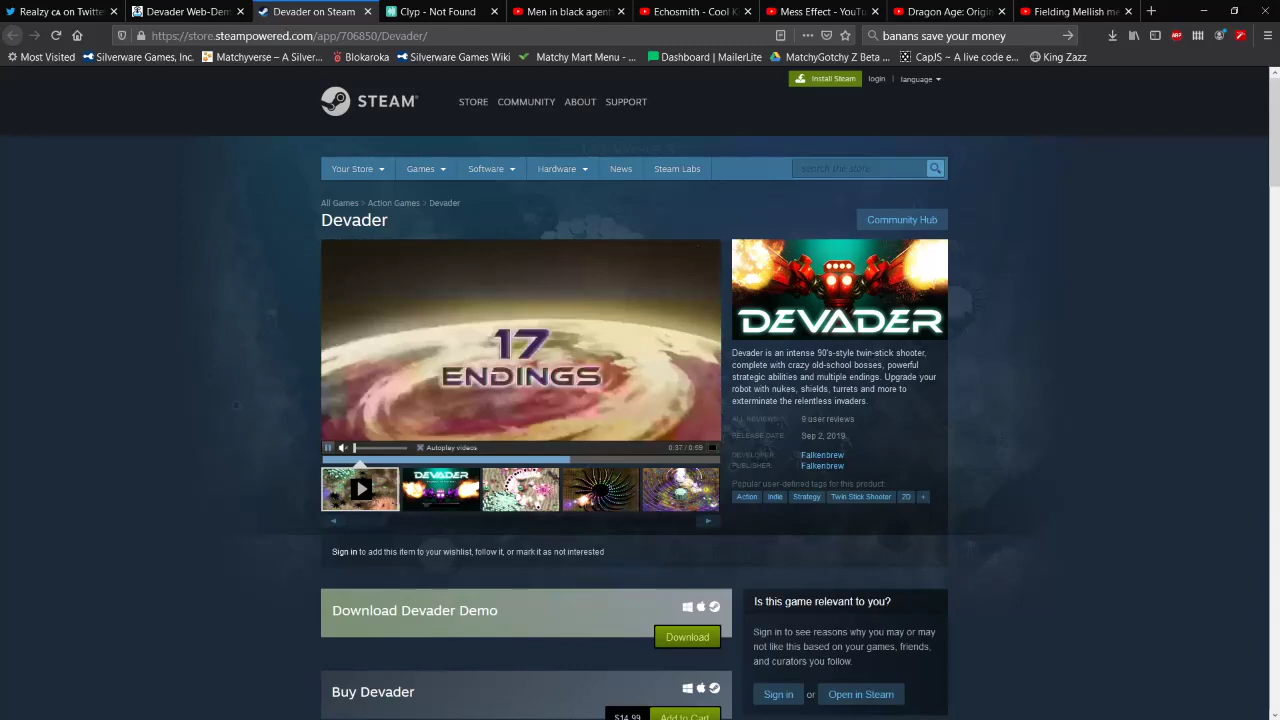 Realzy ᴄᴀ on Twitter
Devader Web-Dem
Devader on Steam
Clyp - Not Found
Men in black agent
Echosmith - Cool K
Mess Effect - YouTu
Dragon Age: Origin
Fielding Mellish me
https://store.steampowered.com/app/706850/Devader/
banans save your money
Most Visited
Silverware Games, Inc.
Matchyverse – A Silver...
Blokaroka
Silverware Games Wiki
Matchy Mart Menu - ...
Dashboard | MailerLite
MatchyGotchy Z Beta ...
CapJS – A live code e...
King Zazz
Install Steam
login | language
STEAM®
STORE COMMUNITY ABOUT SUPPORT
Your Store Games Software Hardware News Steam Labs
search the store
All Games > Action Games > Devader
Devader
Community Hub
17
ENDINGS
Autoplay videos
0:37 / 0:59
DEVADER
DEVADER
Devader is an intense 90's-style twin-stick shooter,
complete with crazy old-school bosses, powerful
strategic abilities and multiple endings. Upgrade your
robot with nukes, shields, turrets and more to
exterminate the relentless invaders.
ALL REVIEWS: 9 user reviews
RELEASE DATE: Sep 2, 2019
DEVELOPER: Falkenbrew
PUBLISHER: Falkenbrew
Popular user-defined tags for this product:
Action Indie Strategy Twin Stick Shooter 2D +
Sign in to add this item to your wishlist, follow it, or mark it as not interested
Download Devader Demo
Download
Is this game relevant to you?
Sign in to see reasons why you may or may
not like this based on your games, friends,
and curators you follow.
Sign in or Open in Steam
Buy Devader
$14.99 Add to Cart